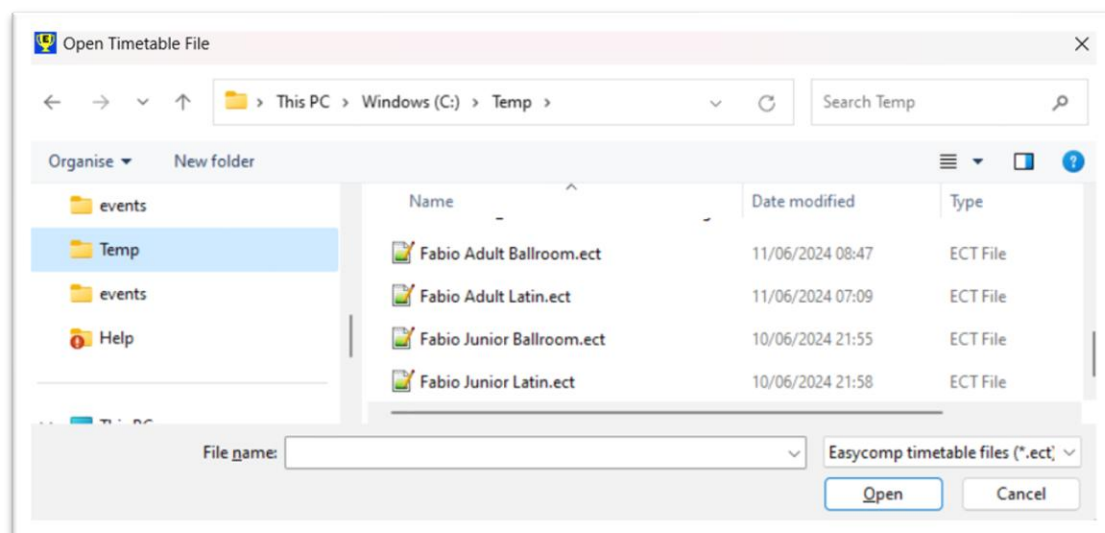 Open Timetable File
This PC > Windows (C:) > Temp > Search Temp
Organise New folder
Name Date modified Type
events
Temp
events
Help
Fabio Adult Ballroom.ect 11/06/2024 08:47 ECT File
Fabio Adult Latin.ect 11/06/2024 07:09 ECT File
Fabio Junior Ballroom.ect 10/06/2024 21:55 ECT File
Fabio Junior Latin.ect 10/06/2024 21:58 ECT File
File name: Easycomp timetable files (*.ect)
Open Cancel